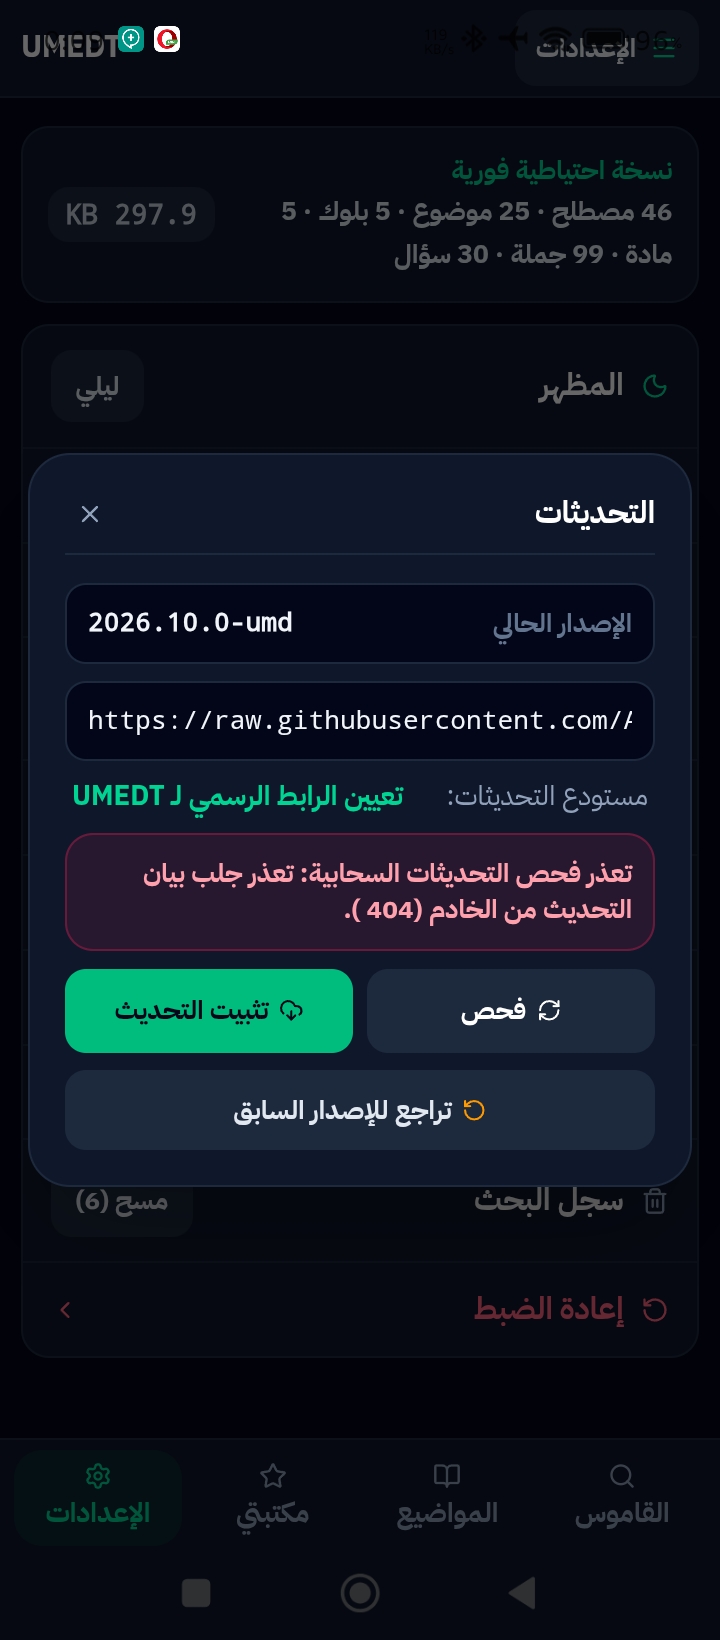 UMEDT
الإعدادات
نسخة احتياطية فورية
46 مصطلح · 25 موضوع · 5 بلوك · 5
مادة · 99 جملة · 30 سؤال
KB 297.9
المظهر
ليلي
التحديثات
الإصدار الحالي
2026.10.0-umd
https://raw.githubusercontent.com/A
مستودع التحديثات:
تعيين الرابط الرسمي لـ UMEDT
تعذر فحص التحديثات السحابية: تعذر جلب بيان
التحديث من الخادم (404 ).
فحص
تثبيت التحديث
تراجع للإصدار السابق
سجل البحث
مسح (6)
إعادة الضبط
القاموس
المواضيع
مكتبتي
الإعدادات